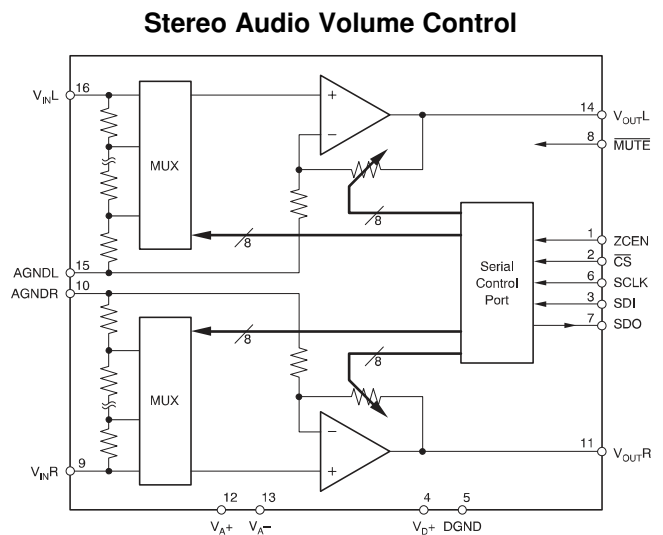 Stereo Audio Volume Control
VINL
16
MUX
+
−
14
VOUTL
8
MUTE
8
8
AGNDL
15
AGNDR
10
Serial
Control
Port
1
ZCEN
2
CS
6
SCLK
3
SDI
7
SDO
8
8
MUX
−
+
11
VOUTR
VINR
9
12
13
4
5
VA+
VA−
VD+
DGND